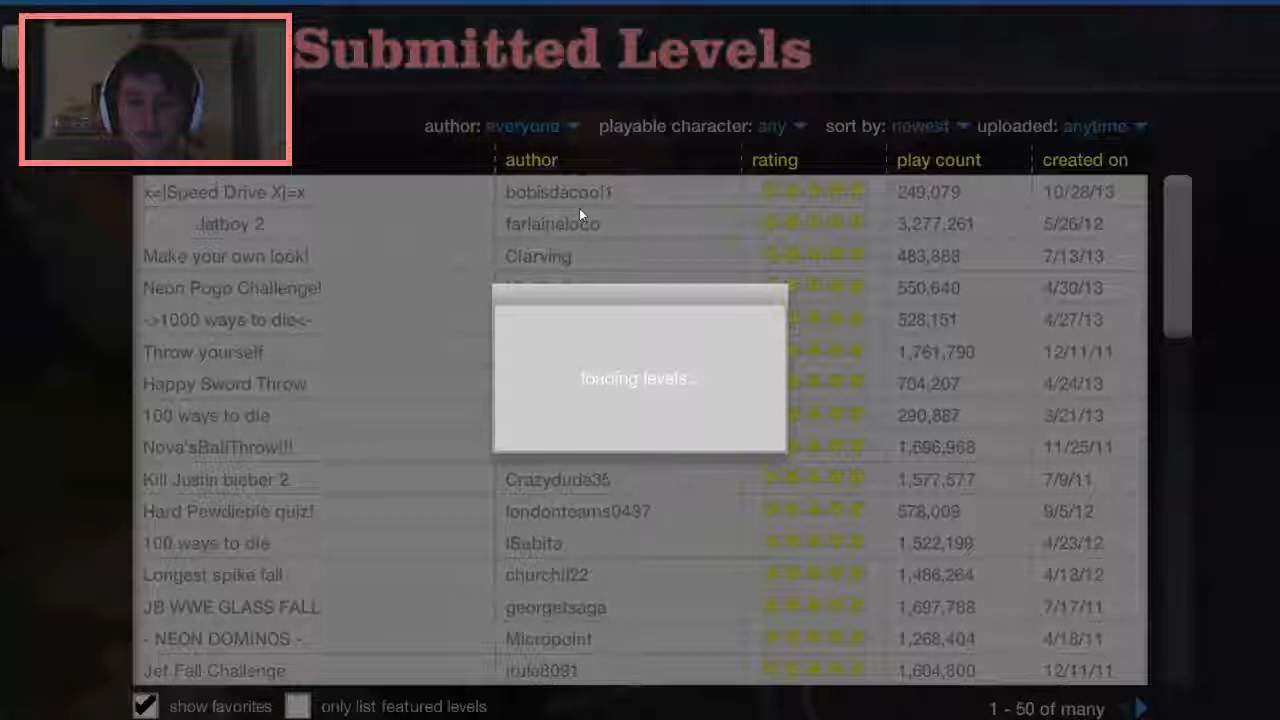 Submitted Levels
author: everyone playable character: any sort by: newest uploaded: anytime
author rating play count created on
x=|Speed Drive X|=x bobisdacool1 249,079 10/28/13
Jetboy 2 farlaineloco 3,277,261 5/26/12
Make your own look! Clarving 483,888 7/13/13
Neon Pogo Challenge! 550,640 4/30/13
->1000 ways to die<- 528,151 4/27/13
Throw yourself 1,761,790 12/11/11
Happy Sword Throw 704,207 4/24/13
loading levels...
100 ways to die 290,887 3/21/13
Nova'sBallThrow!!! 1,696,968 11/25/11
Kill Justin bieber 2 Crazydude35 1,577,577 7/9/11
Hard Pewdiepie quiz! londonteams0437 578,009 9/5/12
100 ways to die ISabita 1,522,199 4/23/12
Longest spike fall churchil22 1,486,264 4/13/12
JB WWE GLASS FALL georgetsaga 1,697,788 7/17/11
- NEON DOMINOS - Micropoint 1,268,404 4/18/11
Jet Fall Challenge irule8091 1,604,800 12/11/11
show favorites only list featured levels 1 - 50 of many